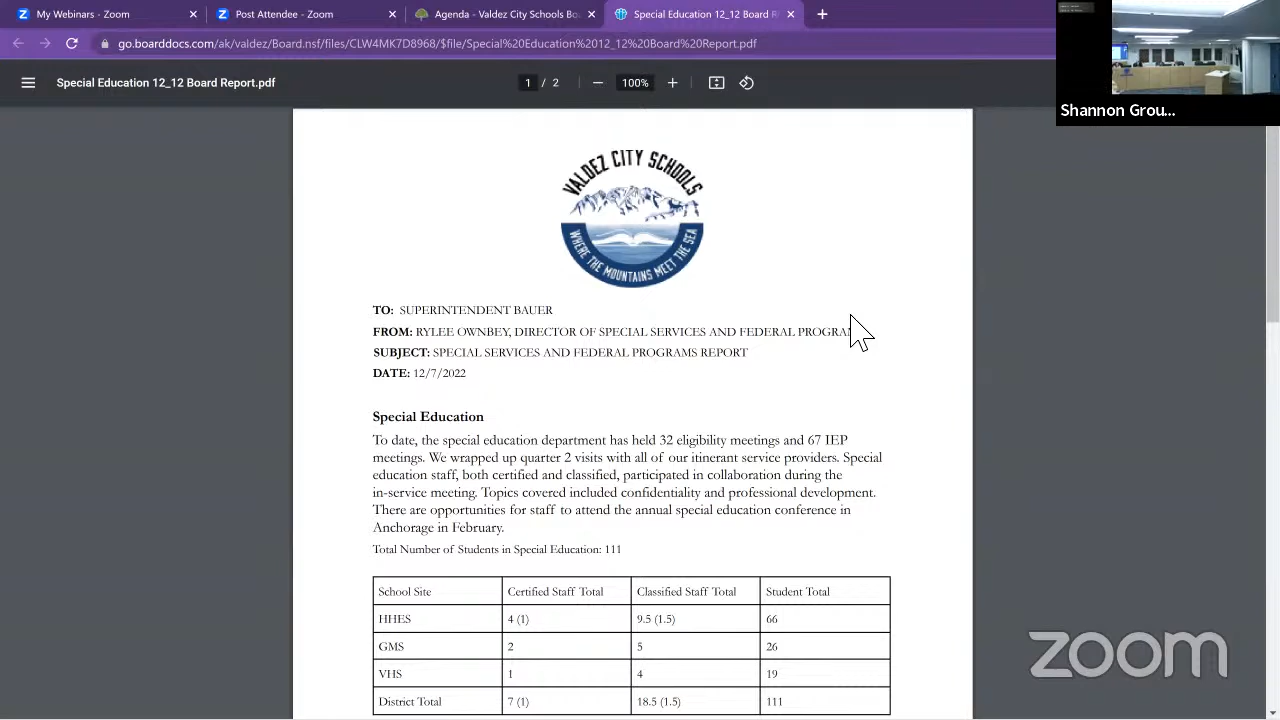 My Webinars - Zoom
Post Attendee - Zoom
Agenda - Valdez City Schools Bo
Special Education 12_12 Board R
go.boarddocs.com/ak/valdez/Board.nsf/files/CLW4MK7D8968/$file/Special%20Education%2012_12%20Board%20Report.pdf
Special Education 12_12 Board Report.pdf
1 / 2
100%
Shannon Grou...
VALDEZ CITY SCHOOLS
WHERE THE MOUNTAINS MEET THE SEA
TO: SUPERINTENDENT BAUER
FROM: RYLEE OWNBEY, DIRECTOR OF SPECIAL SERVICES AND FEDERAL PROGRAM
SUBJECT: SPECIAL SERVICES AND FEDERAL PROGRAMS REPORT
DATE: 12/7/2022
Special Education
To date, the special education department has held 32 eligibility meetings and 67 IEP
meetings. We wrapped up quarter 2 visits with all of our itinerant service providers. Special
education staff, both certified and classified, participated in collaboration during the
in-service meeting. Topics covered included confidentiality and professional development.
There are opportunities for staff to attend the annual special education conference in
Anchorage in February.
Total Number of Students in Special Education: 111
School Site Certified Staff Total Classified Staff Total Student Total
HHES 4 (1) 9.5 (1.5) 66
GMS 2 5 26
VHS 1 4 19
District Total 7 (1) 18.5 (1.5) 111
zoom